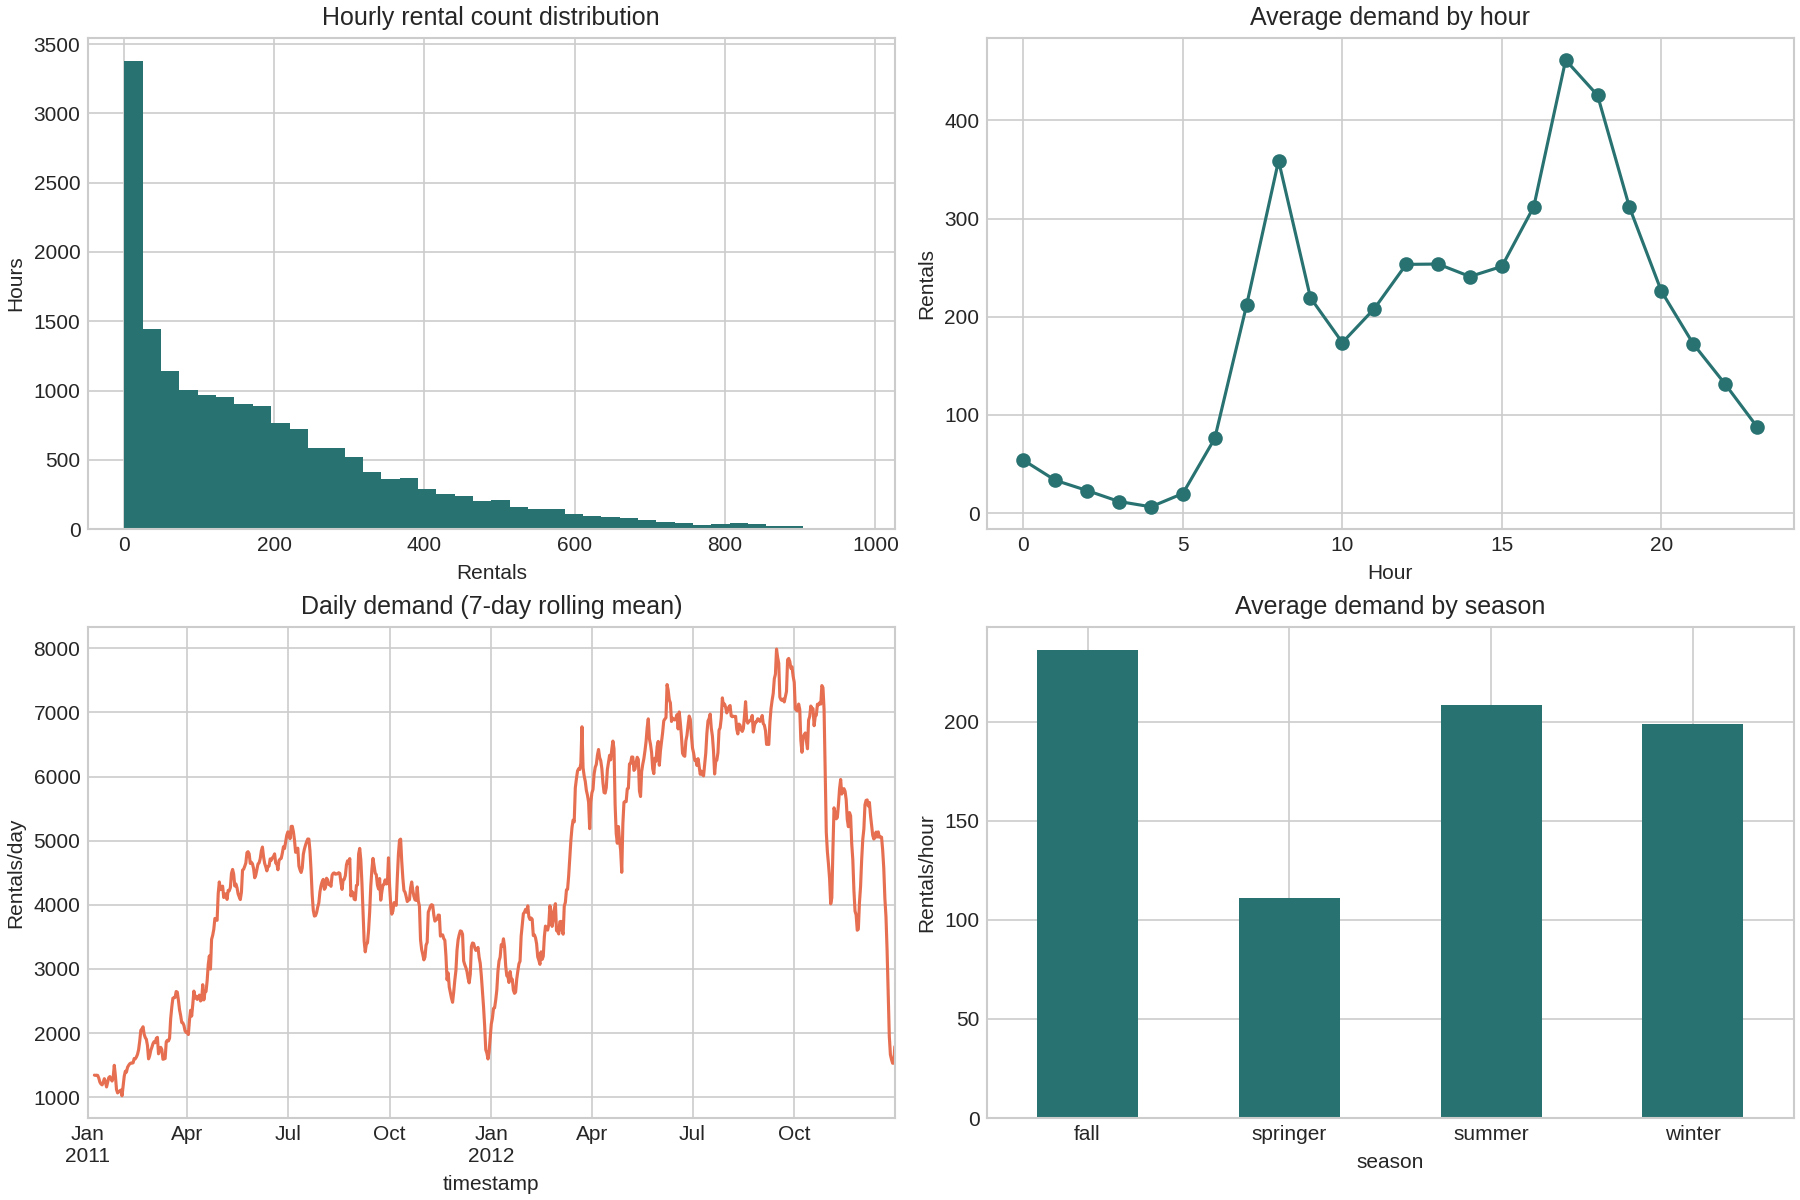 Hourly rental count distribution
3500
3000
2500
2000
1500
1000
500
0
Hours
0 200 400 600 800 1000
Rentals
Average demand by hour
400
300
200
100
0
Rentals
0 5 10 15 20
Hour
Daily demand (7-day rolling mean)
8000
7000
6000
5000
4000
3000
2000
1000
Rentals/day
Jan Apr Jul Oct Jan Apr Jul Oct
2011 2012
timestamp
Average demand by season
200
150
100
50
0
Rentals/hour
fall springer summer winter
season